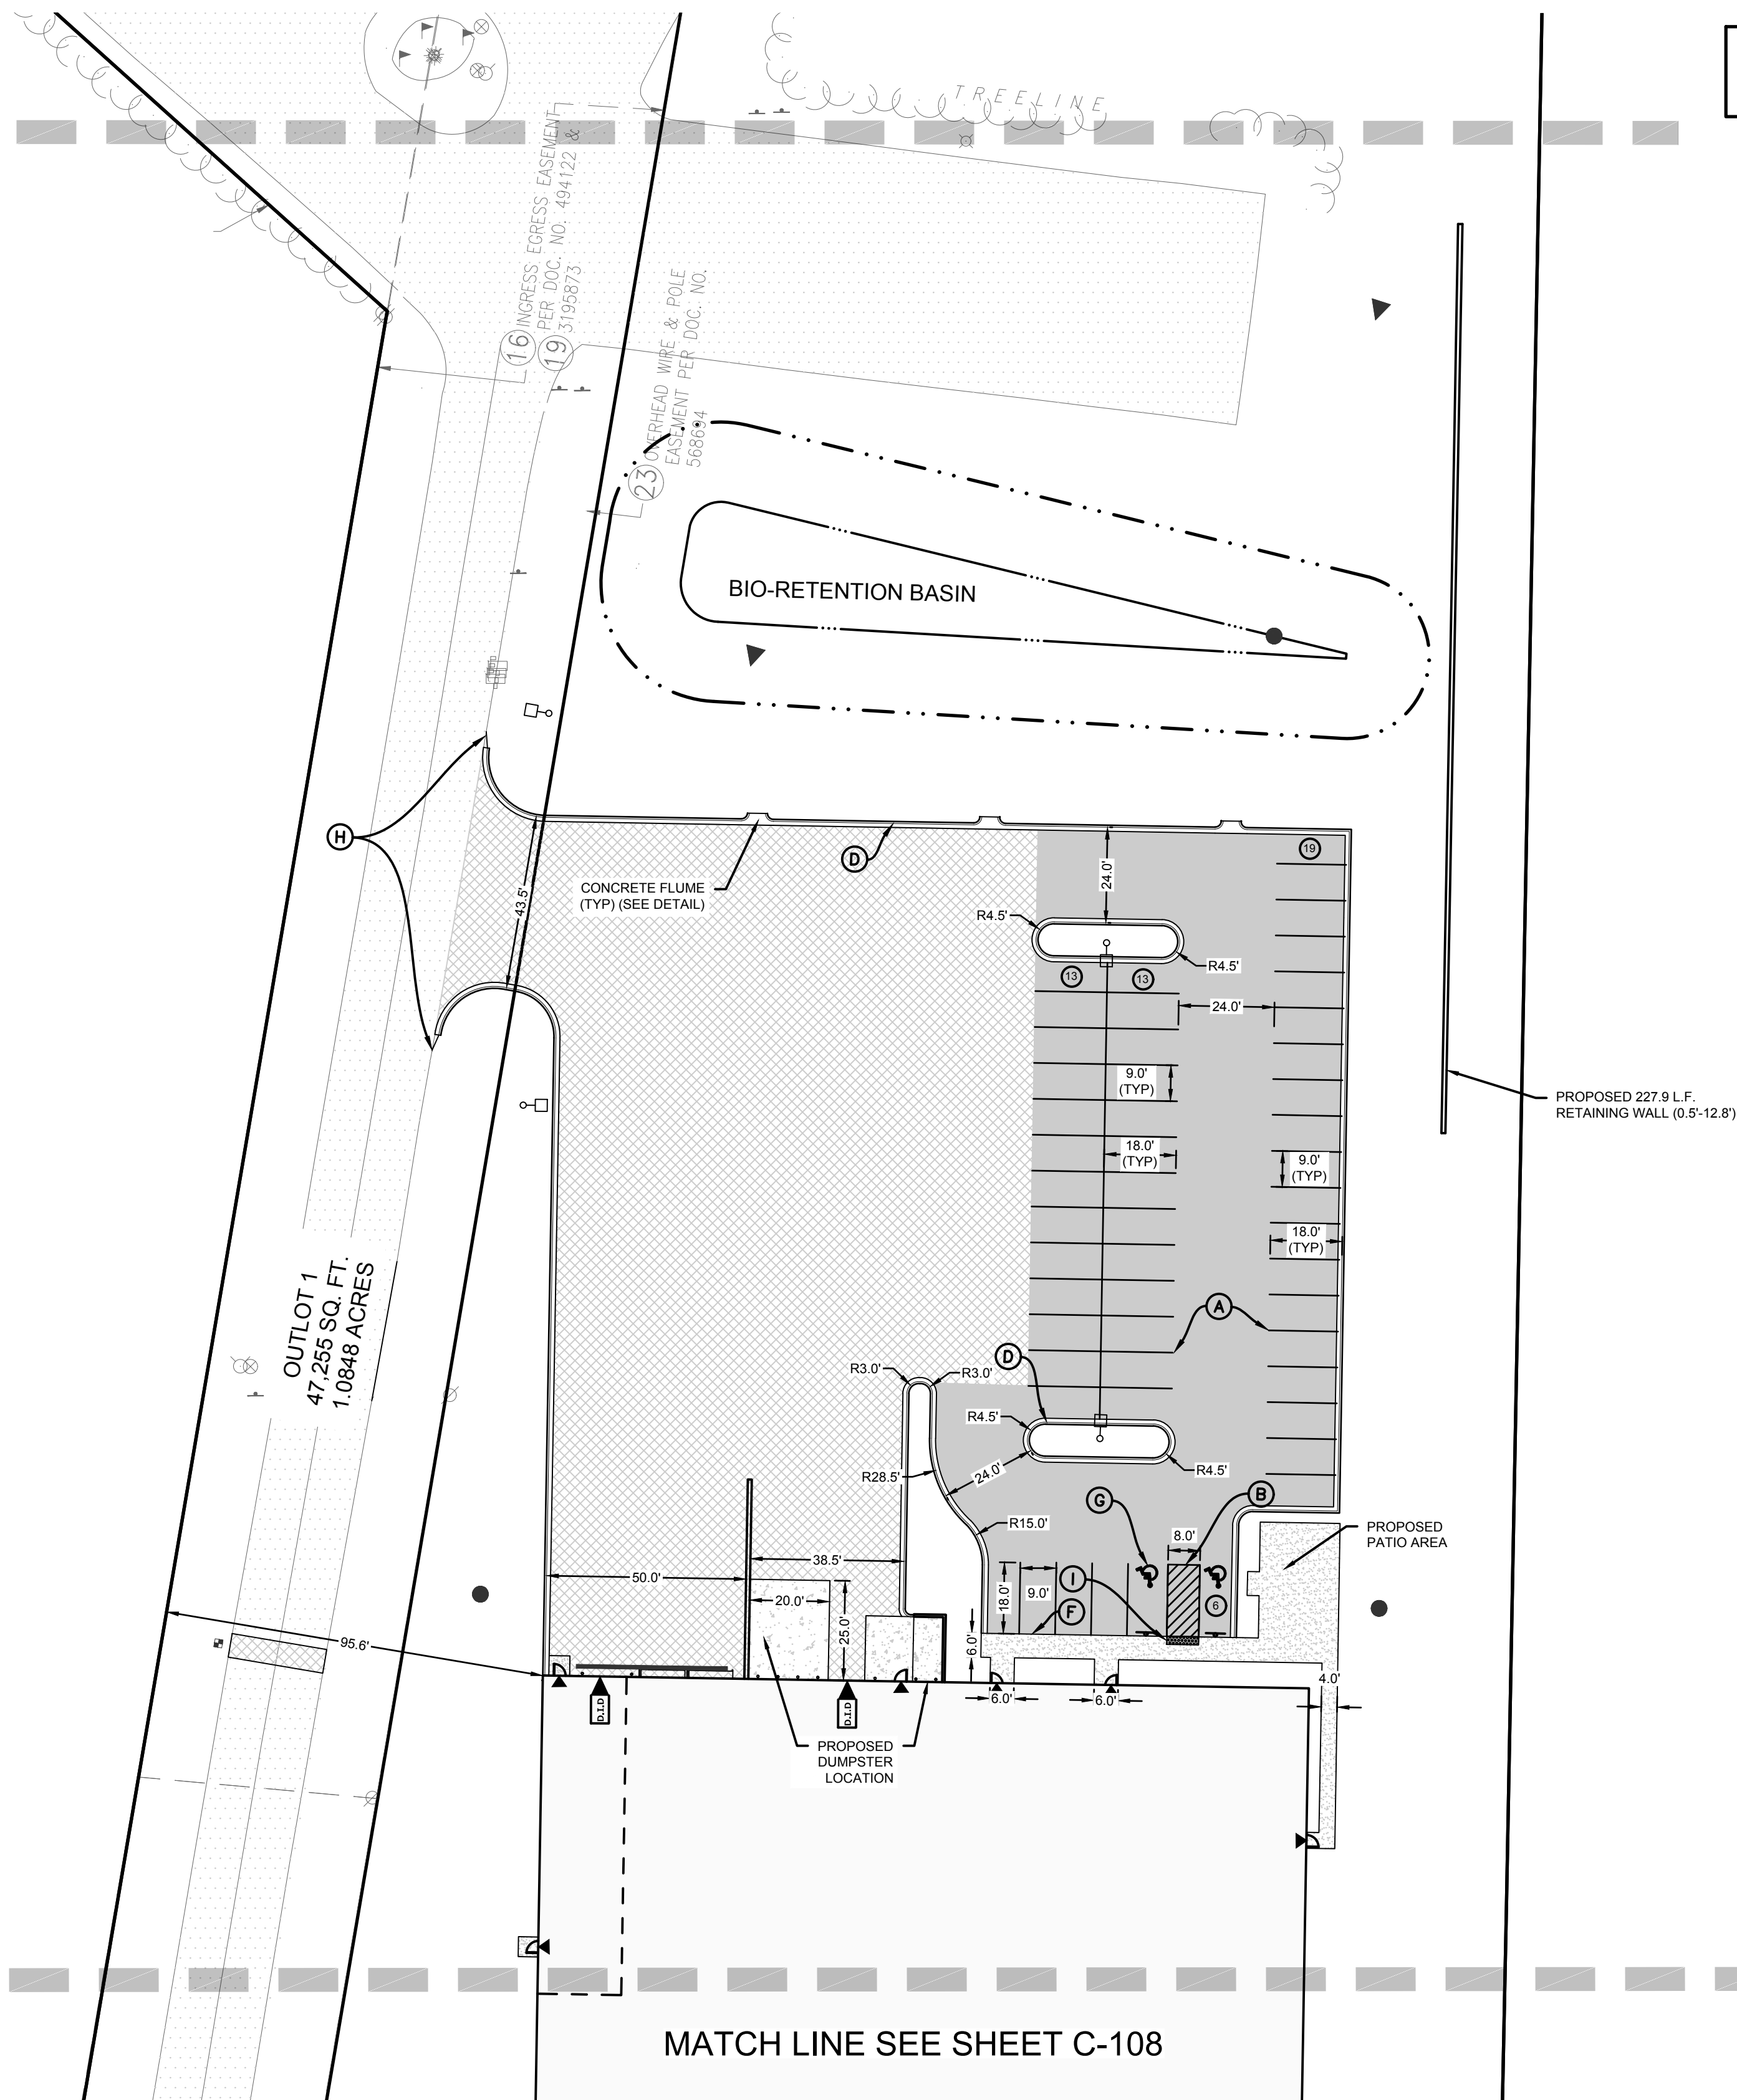 TREELINE
16 INGRESS EGRESS EASEMENT
19 PER DOC. NO. 494122 &
3195873
23 OVERHEAD WIRE & POLE
EASEMENT PER DOC. NO.
568694
BIO-RETENTION BASIN
H
D
CONCRETE FLUME
(TYP) (SEE DETAIL)
43.5'
24.0'
19
R4.5'
R4.5'
13
13
24.0'
9.0'
(TYP)
18.0'
(TYP)
9.0'
(TYP)
18.0'
(TYP)
PROPOSED 227.9 L.F.
RETAINING WALL (0.5'-12.8')
OUTLOT 1
47,255 SQ. FT.
1.0848 ACRES
A
D
R3.0'
R3.0'
R4.5'
R4.5'
R28.5'
24.0'
G
B
R15.0'
8.0'
PROPOSED
PATIO AREA
38.5'
50.0'
20.0'
25.0'
18.0'
9.0'
I
F
6
6.0'
95.6'
6.0'
6.0'
4.0'
D.I.D
D.I.D
PROPOSED
DUMPSTER
LOCATION
MATCH LINE SEE SHEET C-108